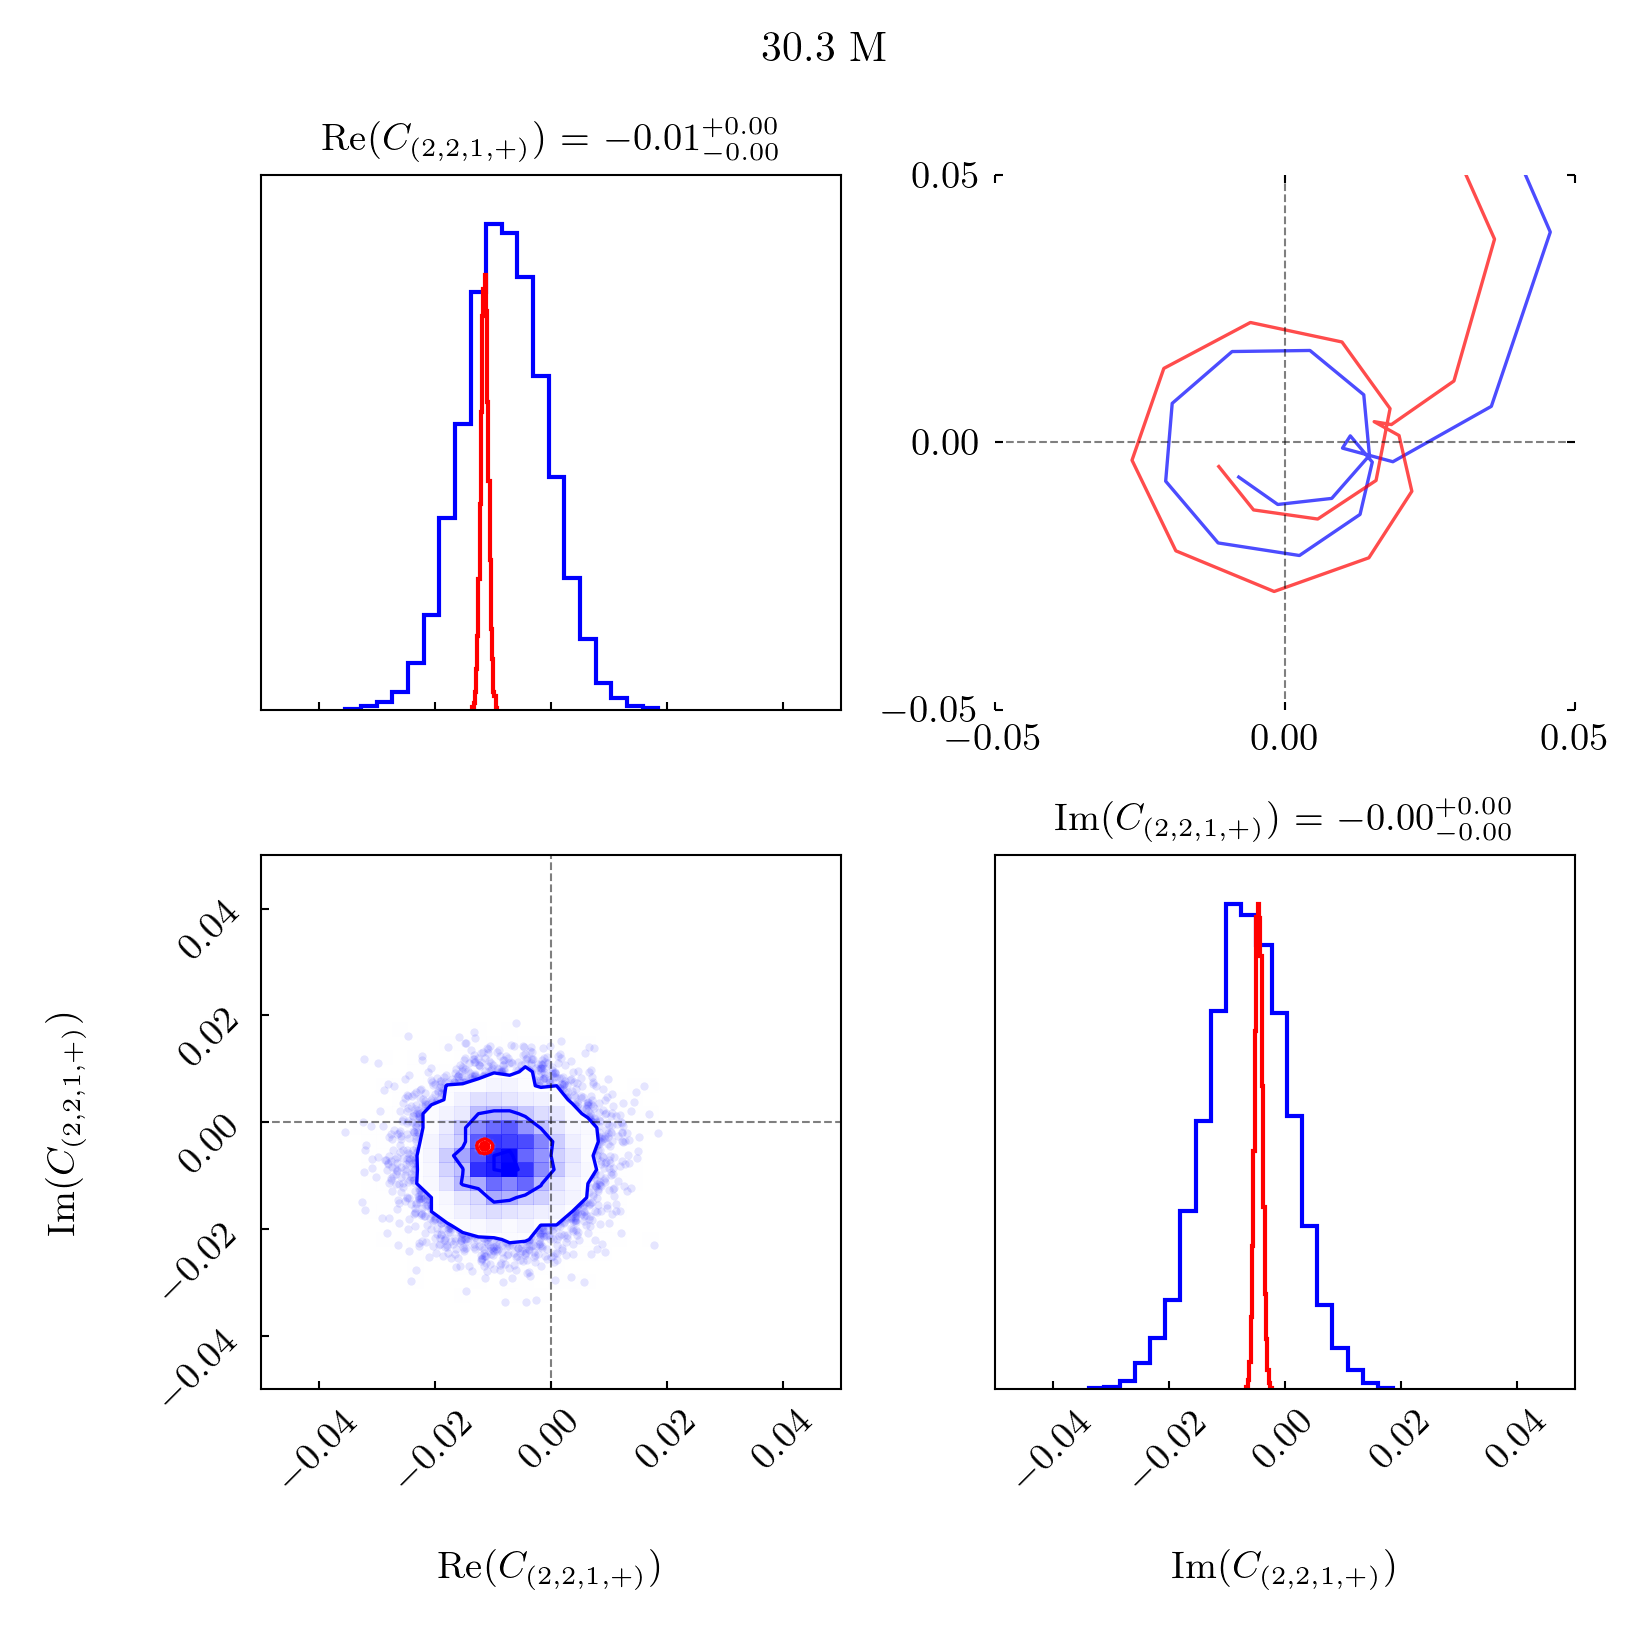 30.3 M
Re(C₍₂,₂,₁,₊₎) = −0.01⁺⁰·⁰⁰₋₀.₀₀
0.05
0.00
−0.05
−0.05 0.00 0.05
Im(C₍₂,₂,₁,₊₎) = −0.00⁺⁰·⁰⁰₋₀.₀₀
Im(C₍₂,₂,₁,₊₎)
0.04
0.02
0.00
−0.02
−0.04
−0.04 −0.02 0.00 0.02 0.04
−0.04 −0.02 0.00 0.02 0.04
Re(C₍₂,₂,₁,₊₎)
Im(C₍₂,₂,₁,₊₎)